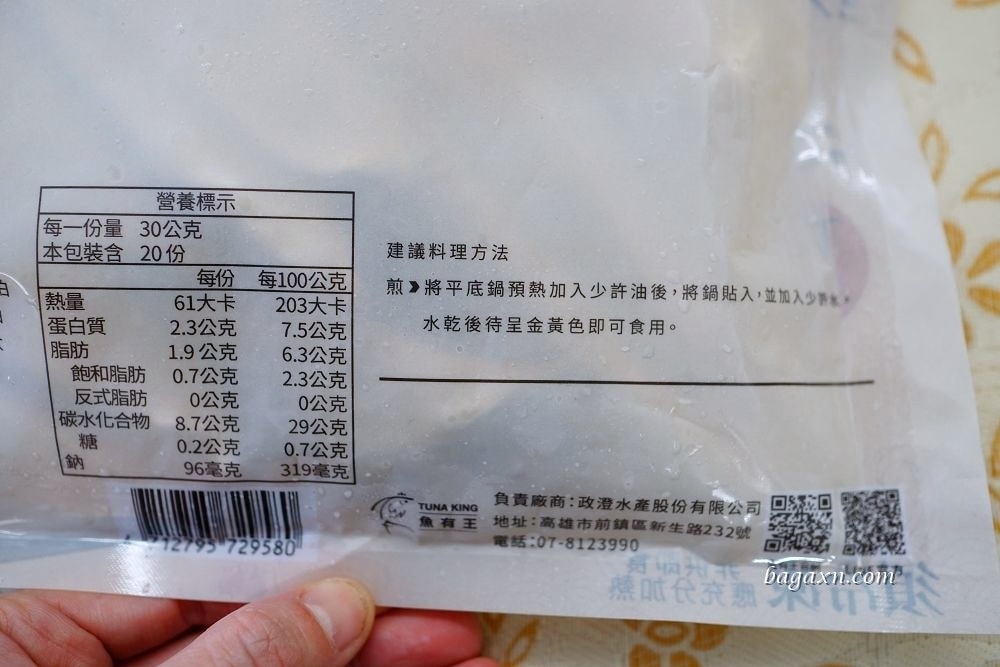 營養標示
每一份量 30公克
本包裝含 20份
每份 每100公克
熱量 61大卡 203大卡
蛋白質 2.3公克 7.5公克
脂肪 1.9公克 6.3公克
飽和脂肪 0.7公克 2.3公克
反式脂肪 0公克 0公克
碳水化合物 8.7公克 29公克
糖 0.2公克 0.7公克
鈉 96毫克 319毫克
建議料理方法
煎 將平底鍋預熱加入少許油後,將鍋貼入,並加入少許水。
水乾後待呈金黃色即可食用。
712795 729580
TUNA KING
魚有王
負責廠商:政澄水產股份有限公司
地址:高雄市前鎮區新生路232號
電話:07-8123990
須冷凍
應充分加熱
bagaxn.com